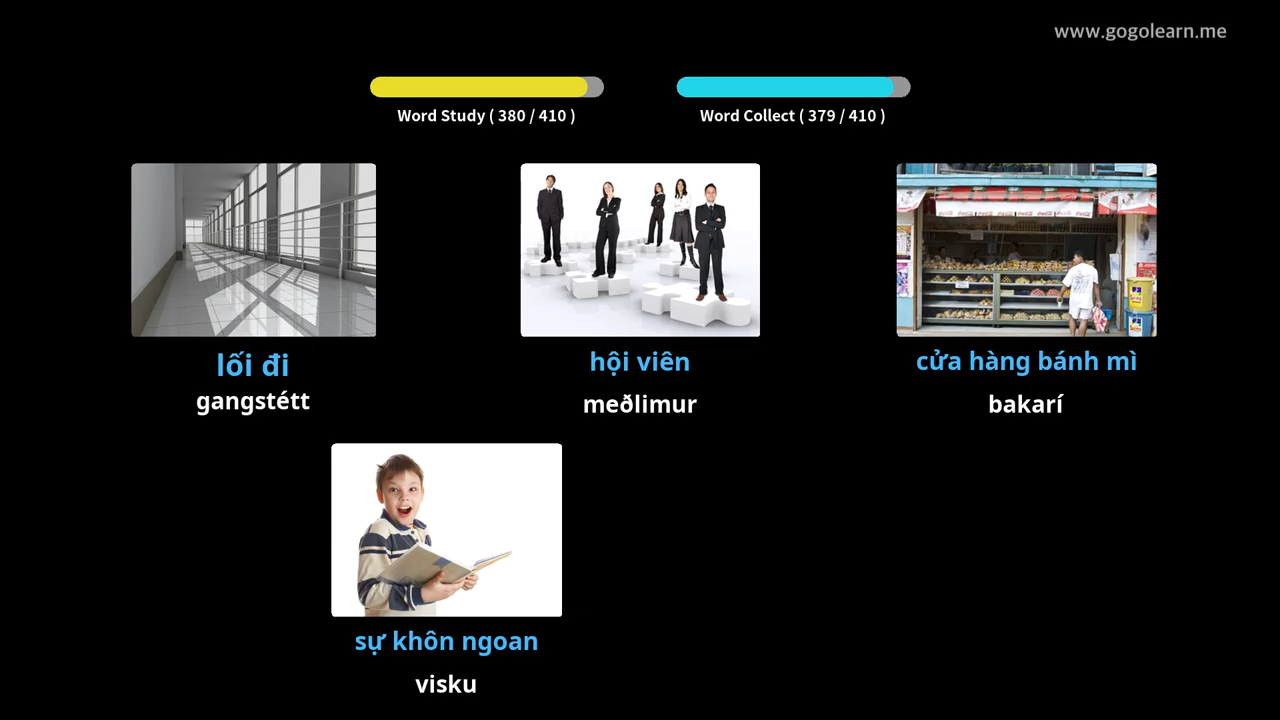 www.gogolearn.me
Word Study ( 380 / 410 )
Word Collect ( 379 / 410 )
lối đi
gangstétt
hội viên
meðlimur
cửa hàng bánh mì
bakarí
sự khôn ngoan
visku